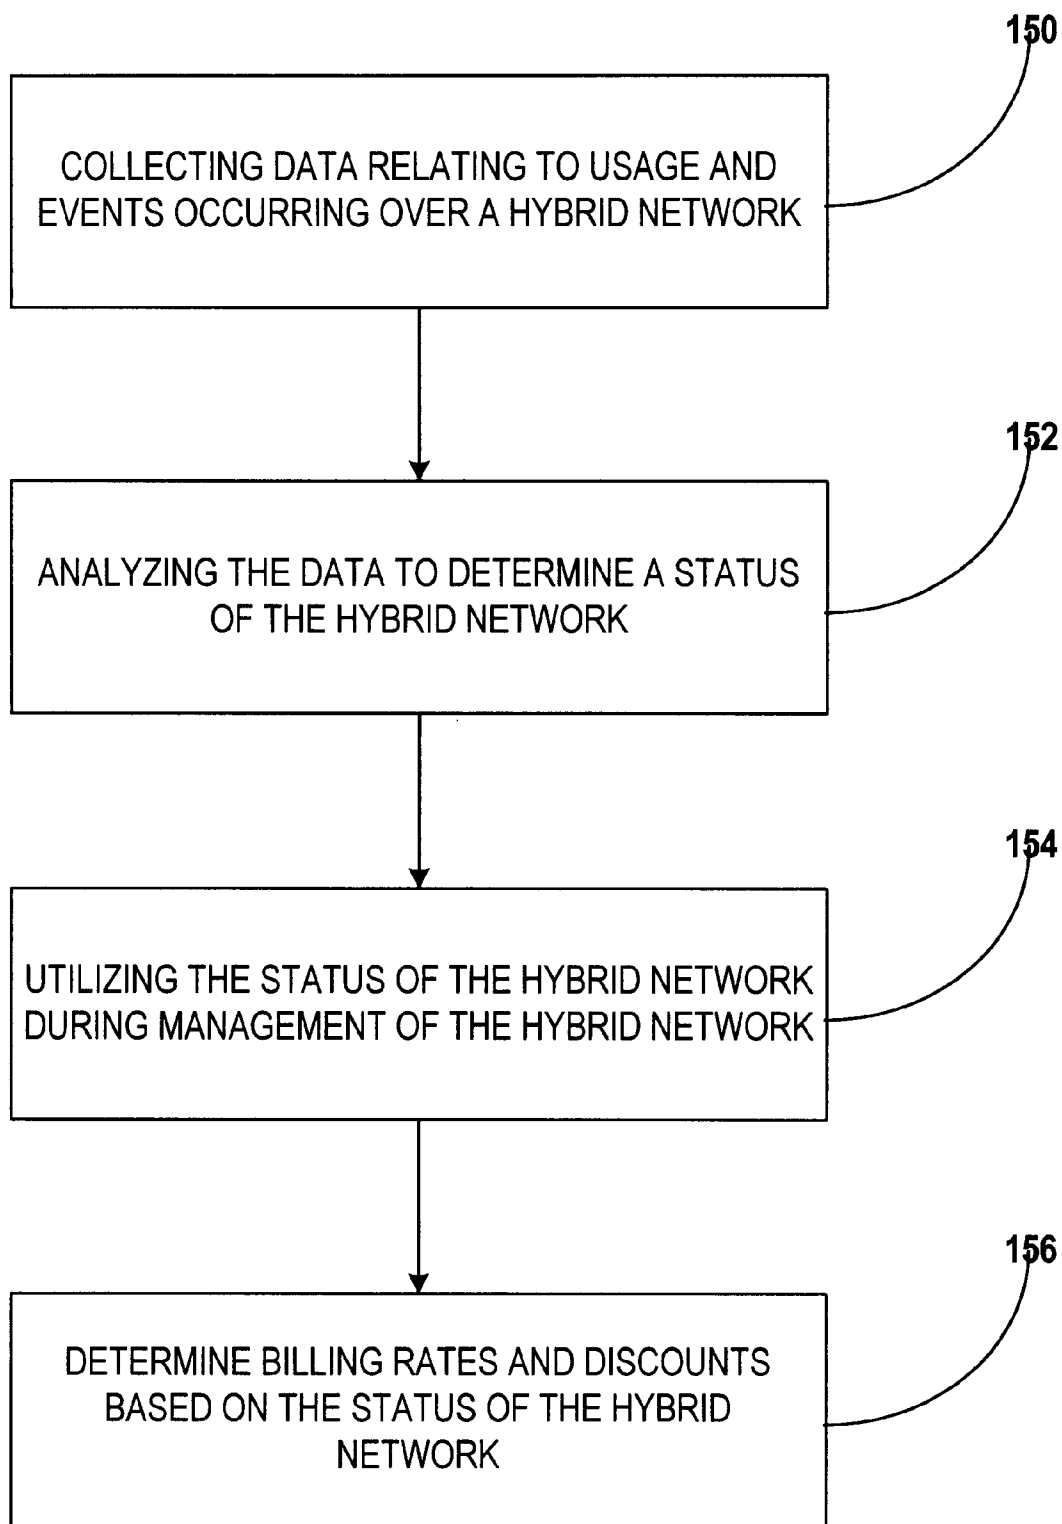 150
COLLECTING DATA RELATING TO USAGE AND
EVENTS OCCURRING OVER A HYBRID NETWORK
152
ANALYZING THE DATA TO DETERMINE A STATUS
OF THE HYBRID NETWORK
154
UTILIZING THE STATUS OF THE HYBRID NETWORK
DURING MANAGEMENT OF THE HYBRID NETWORK
156
DETERMINE BILLING RATES AND DISCOUNTS
BASED ON THE STATUS OF THE HYBRID
NETWORK